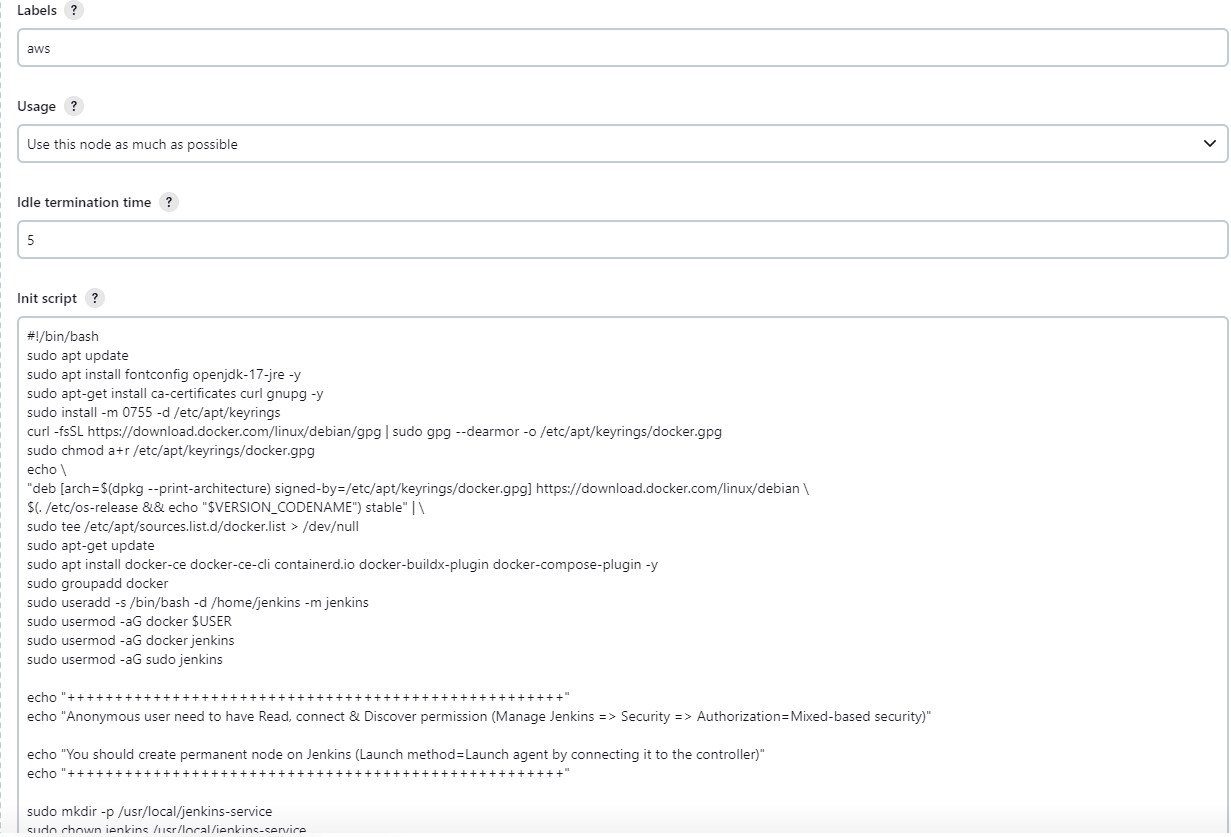 Labels ?
aws
Usage ?
Use this node as much as possible
Idle termination time ?
5
Init script ?
#!/bin/bash
sudo apt update
sudo apt install fontconfig openjdk-17-jre -y
sudo apt-get install ca-certificates curl gnupg -y
sudo install -m 0755 -d /etc/apt/keyrings
curl -fsSL https://download.docker.com/linux/debian/gpg | sudo gpg --dearmor -o /etc/apt/keyrings/docker.gpg
sudo chmod a+r /etc/apt/keyrings/docker.gpg
echo \
"deb [arch=$(dpkg --print-architecture) signed-by=/etc/apt/keyrings/docker.gpg] https://download.docker.com/linux/debian \
$(. /etc/os-release && echo "$VERSION_CODENAME") stable" | \
sudo tee /etc/apt/sources.list.d/docker.list > /dev/null
sudo apt-get update
sudo apt install docker-ce docker-ce-cli containerd.io docker-buildx-plugin docker-compose-plugin -y
sudo groupadd docker
sudo useradd -s /bin/bash -d /home/jenkins -m jenkins
sudo usermod -aG docker $USER
sudo usermod -aG docker jenkins
sudo usermod -aG sudo jenkins
echo "++++++++++++++++++++++++++++++++++++++++++++++++++++"
echo "Anonymous user need to have Read, connect & Discover permission (Manage Jenkins => Security => Authorization=Mixed-based security)"
echo "You should create permanent node on Jenkins (Launch method=Launch agent by connecting it to the controller)"
echo "++++++++++++++++++++++++++++++++++++++++++++++++++++"
sudo mkdir -p /usr/local/jenkins-service
sudo chown jenkins /usr/local/jenkins-service